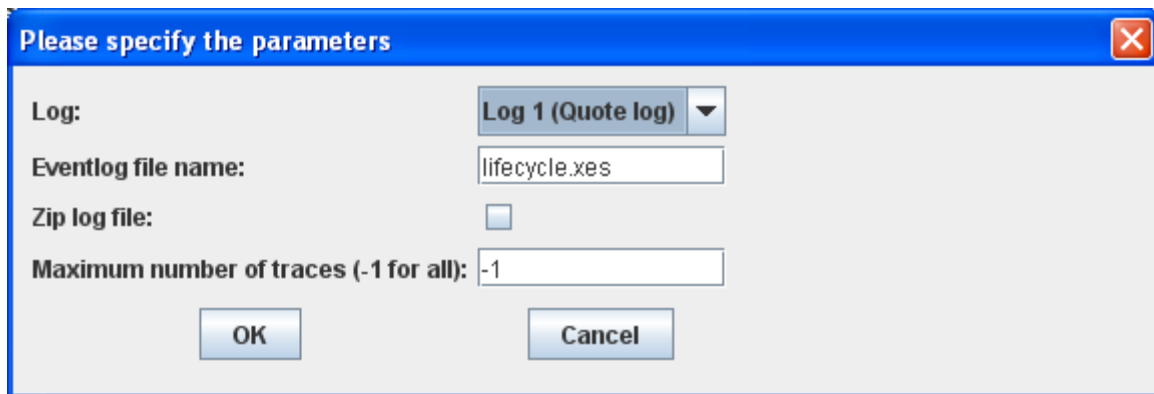 Please specify the parameters
Log: Log 1 (Quote log)
Eventlog file name: lifecycle.xes
Zip log file:
Maximum number of traces (-1 for all): -1
OK Cancel